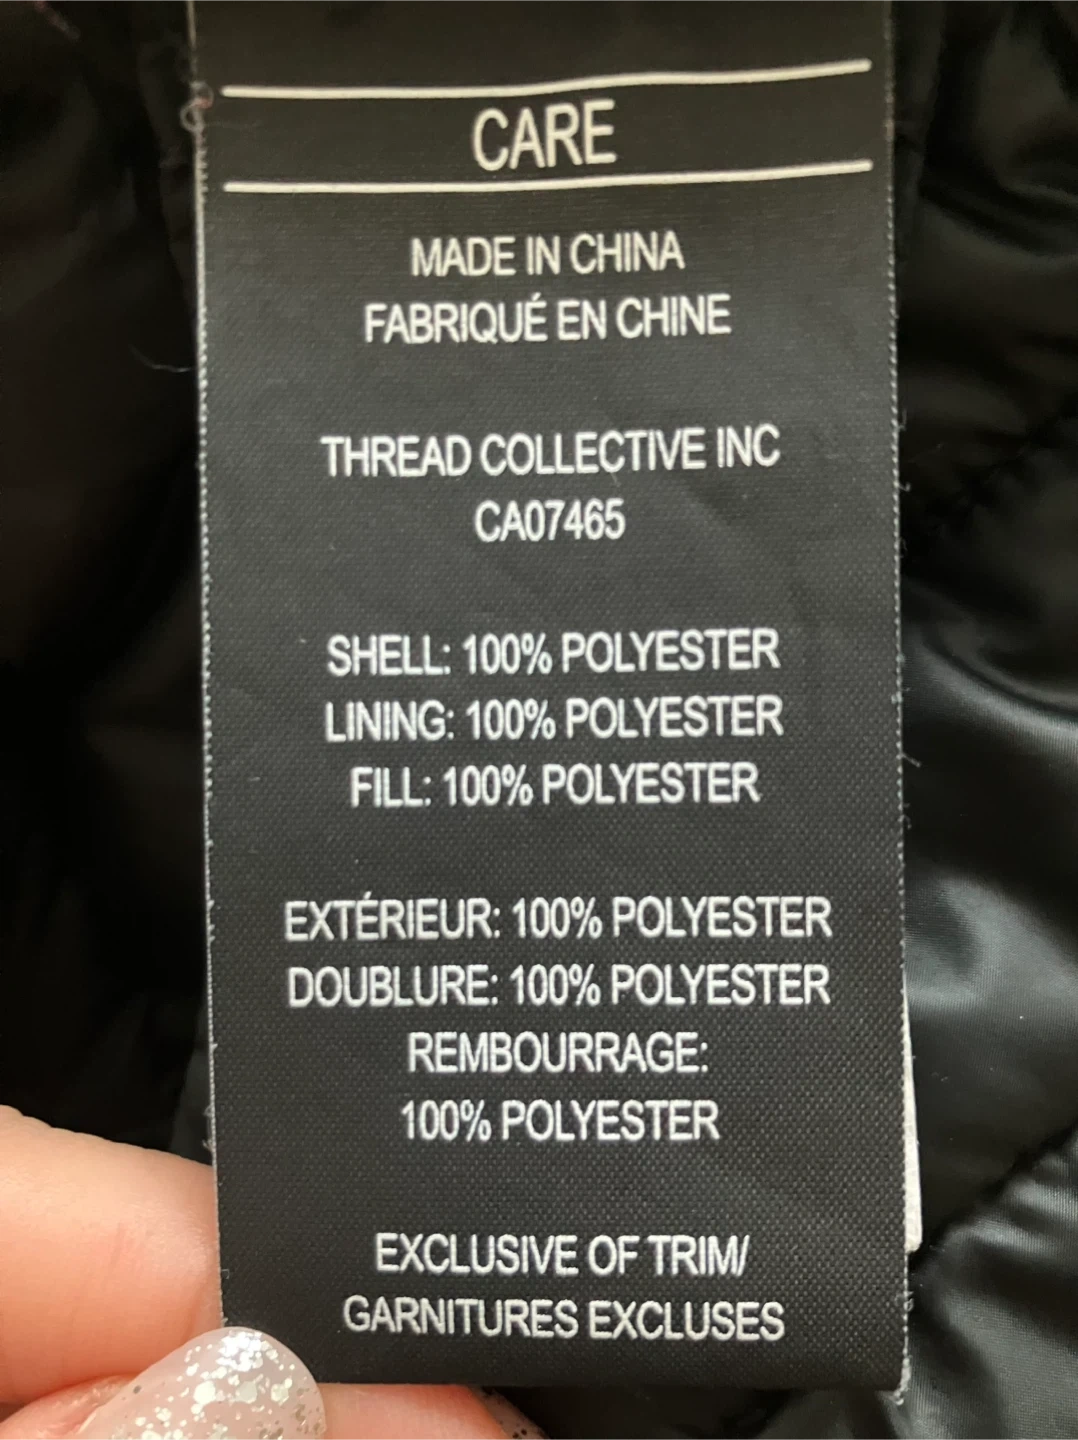 CARE
MADE IN CHINA
FABRIQUÉ EN CHINE
THREAD COLLECTIVE INC
CA07465
SHELL: 100% POLYESTER
LINING: 100% POLYESTER
FILL: 100% POLYESTER
EXTÉRIEUR: 100% POLYESTER
DOUBLURE: 100% POLYESTER
REMBOURRAGE:
100% POLYESTER
EXCLUSIVE OF TRIM/
GARNITURES EXCLUSES